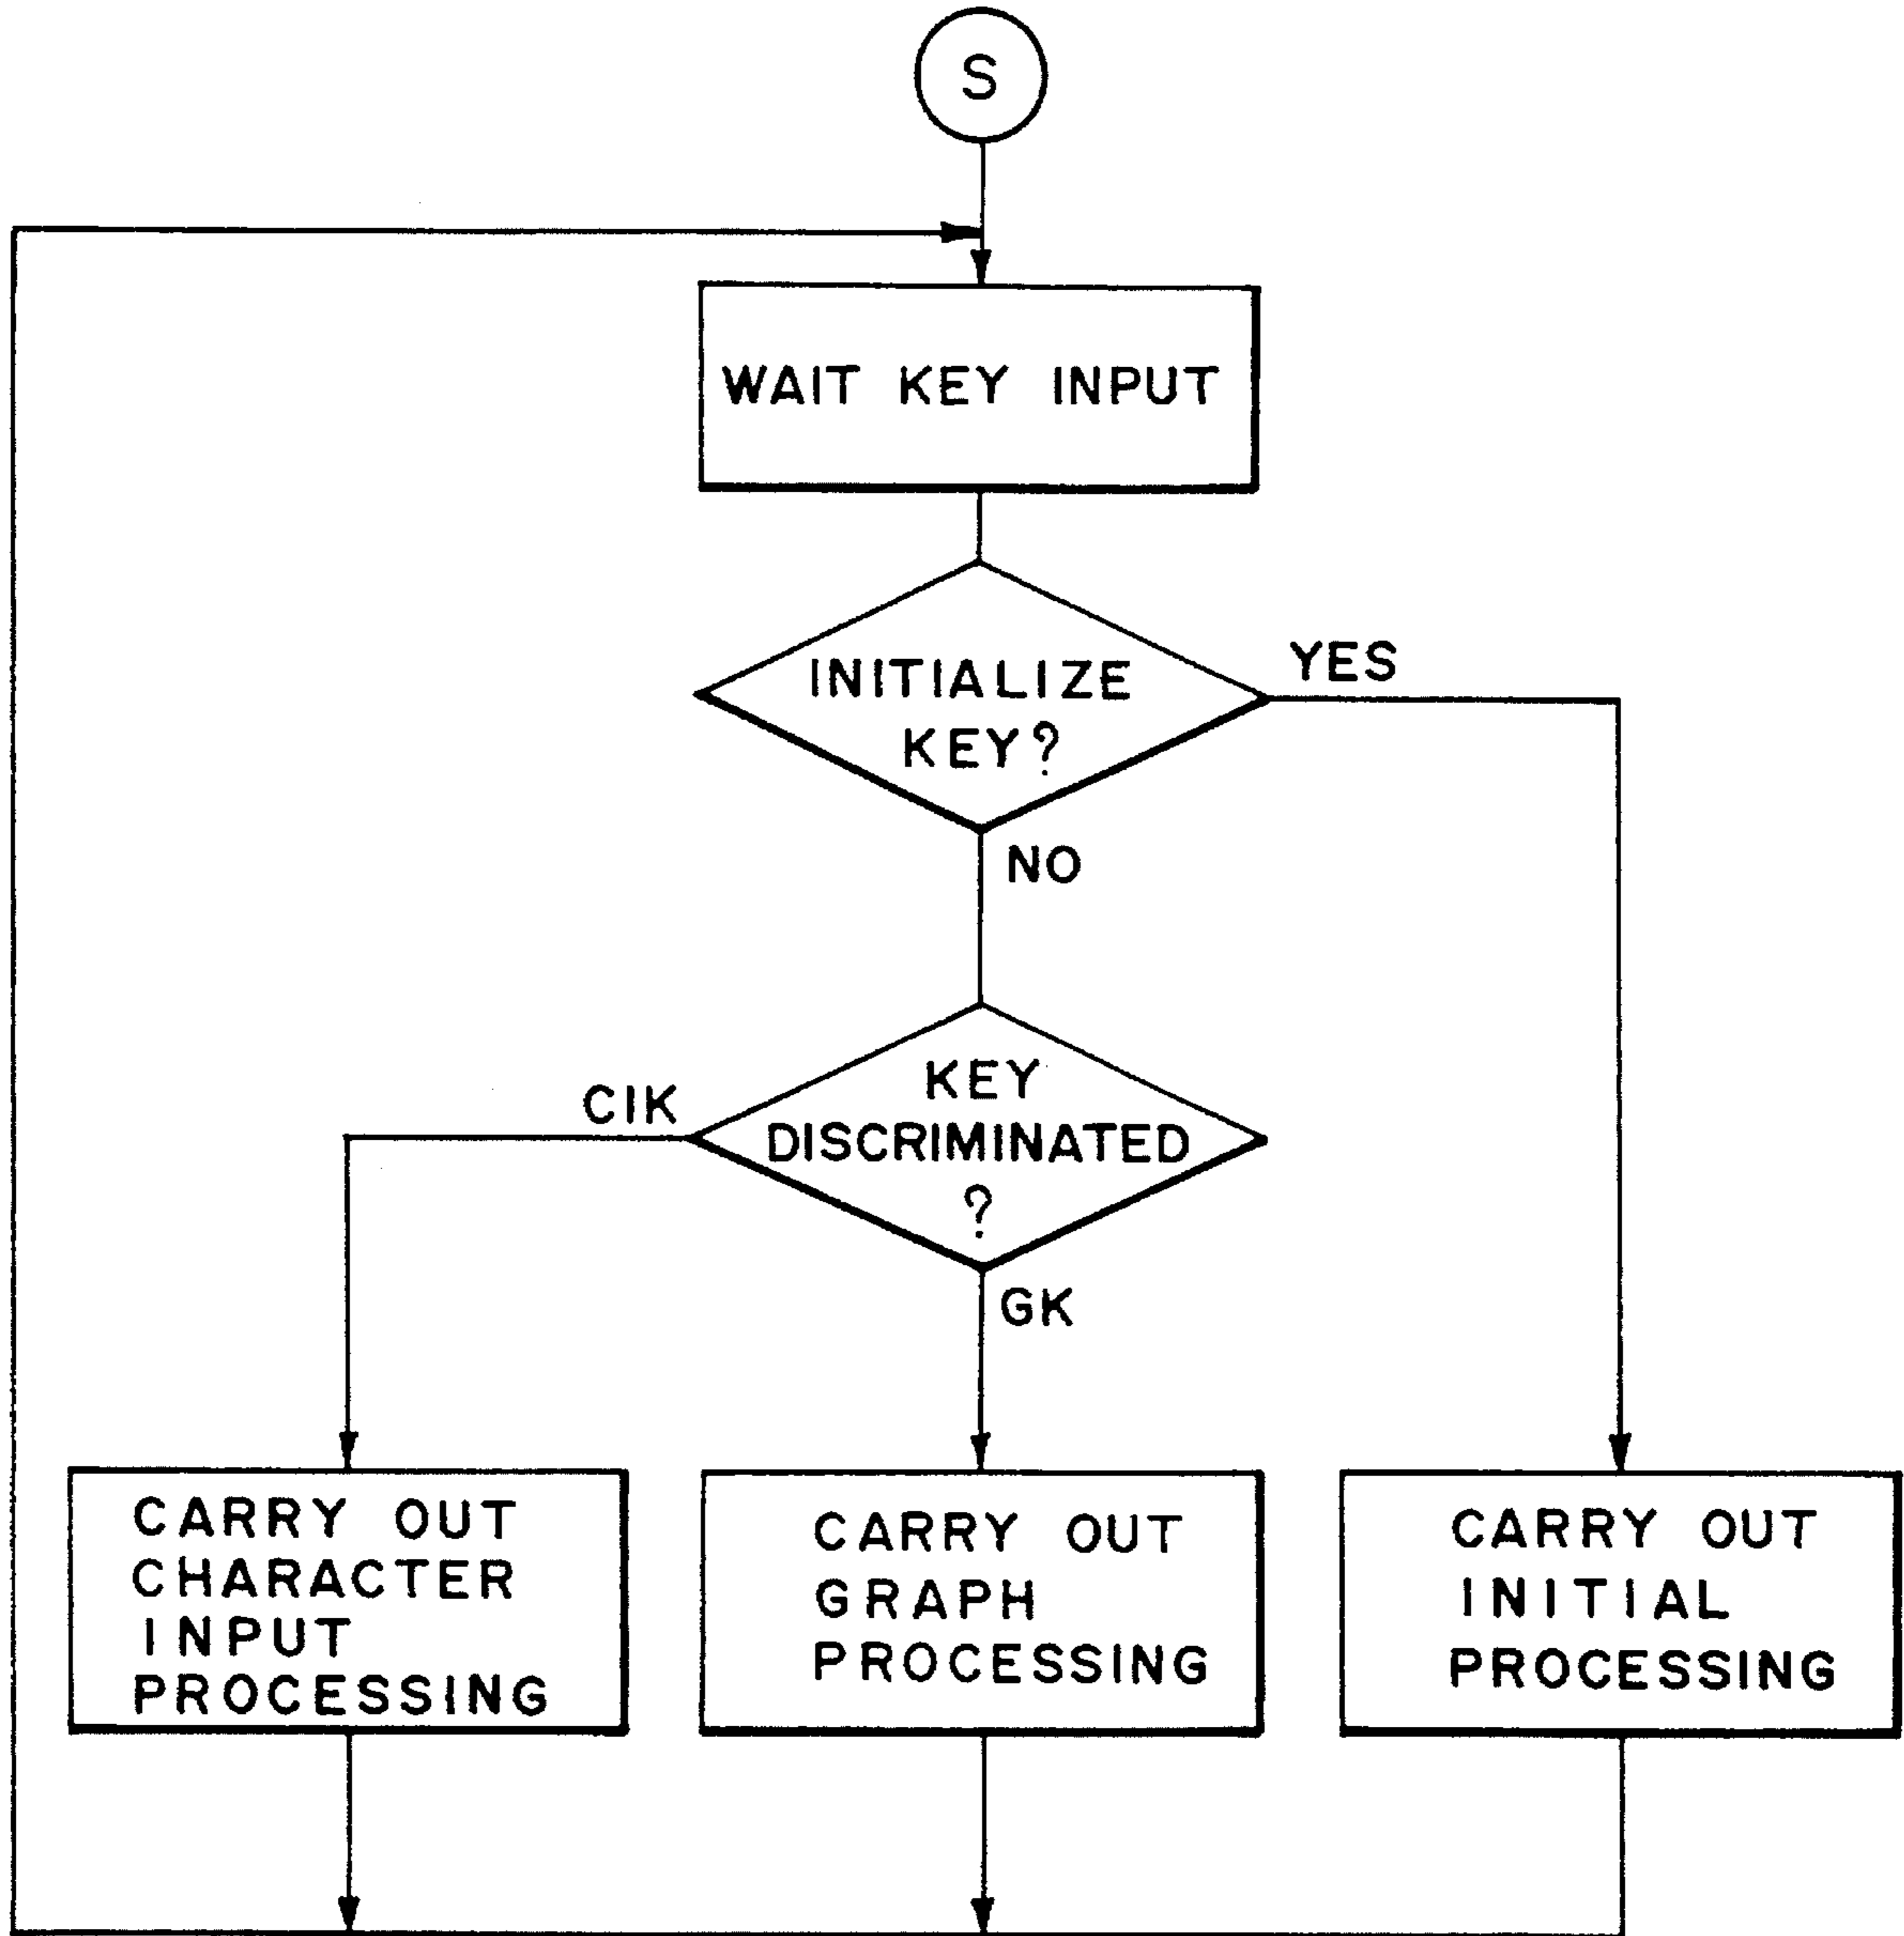 S
WAIT KEY INPUT
INITIALIZE
KEY?
YES
NO
KEY
DISCRIMINATED
?
CIK
GK
CARRY OUT
CHARACTER
INPUT
PROCESSING
CARRY OUT
GRAPH
PROCESSING
CARRY OUT
INITIAL
PROCESSING